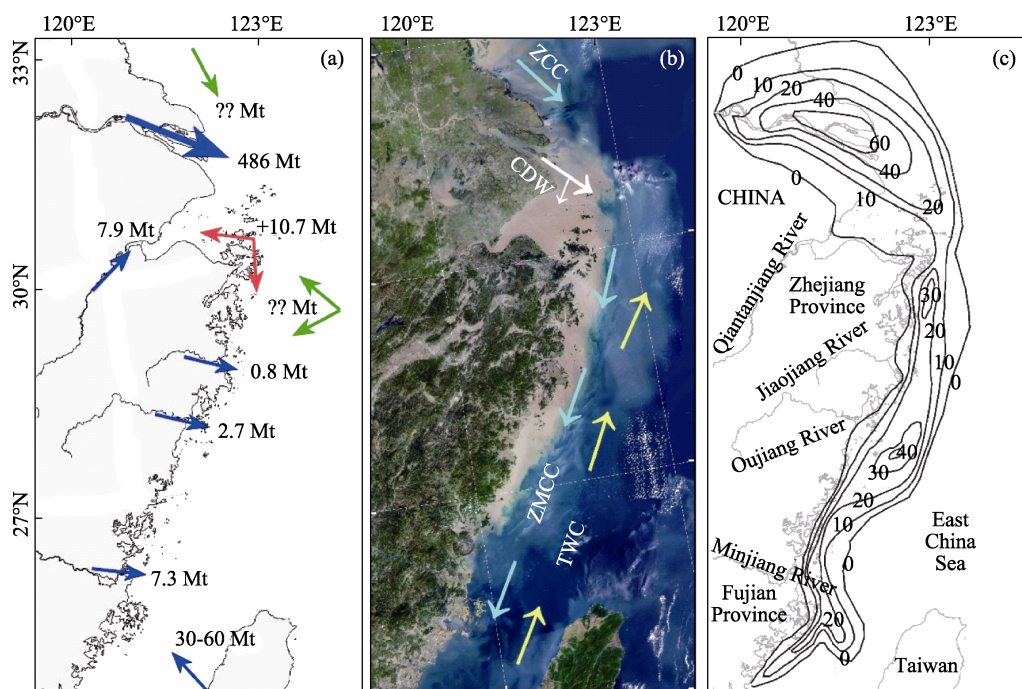 120°E
123°E
33°N
30°N
27°N
(a)
?? Mt
486 Mt
7.9 Mt
+10.7 Mt
?? Mt
0.8 Mt
2.7 Mt
7.3 Mt
30-60 Mt
120°E
123°E
(b)
ZCC
CDW
ZMCC
TWC
120°E
123°E
(c)
0
10
20
40
60
40
0
10
20
CHINA
Qiantanjiang River
Zhejiang
Province
30
20
10
0
Jiaojiang River
Oujiang River
40
30
20
10
0
East
China
Sea
Minjiang River
Fujian
Province
20
0
Taiwan